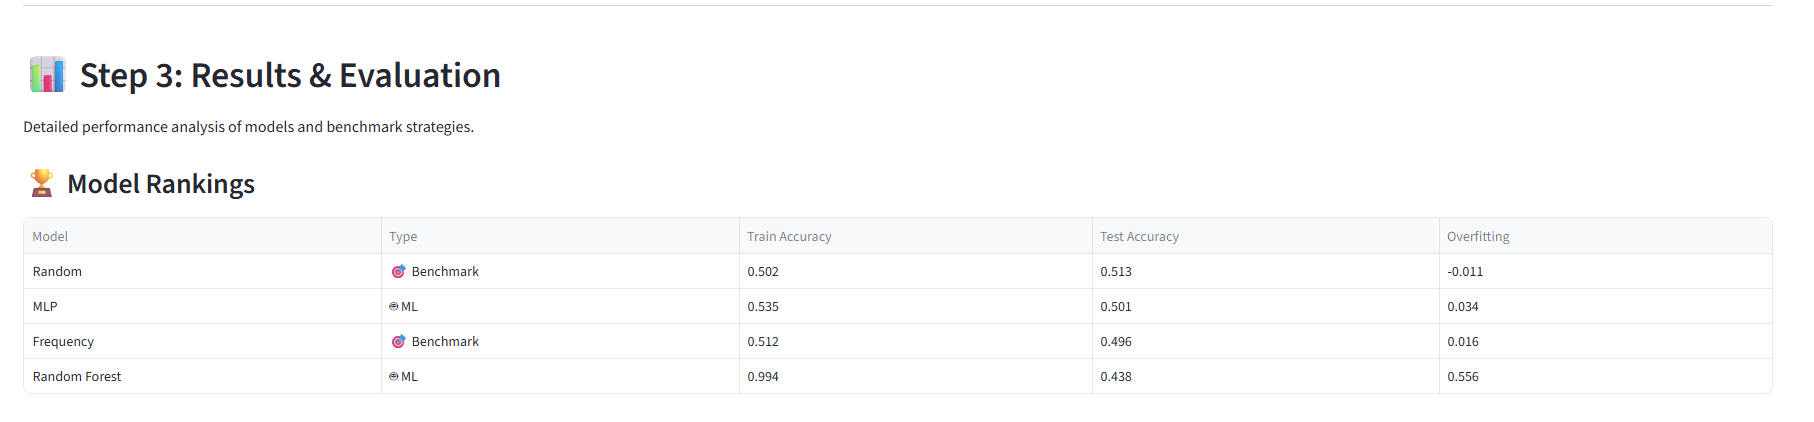 Step 3: Results & Evaluation
Detailed performance analysis of models and benchmark strategies.
Model Rankings
Model Type Train Accuracy Test Accuracy Overfitting
Random Benchmark 0.502 0.513 -0.011
MLP ML 0.535 0.501 0.034
Frequency Benchmark 0.512 0.496 0.016
Random Forest ML 0.994 0.438 0.556